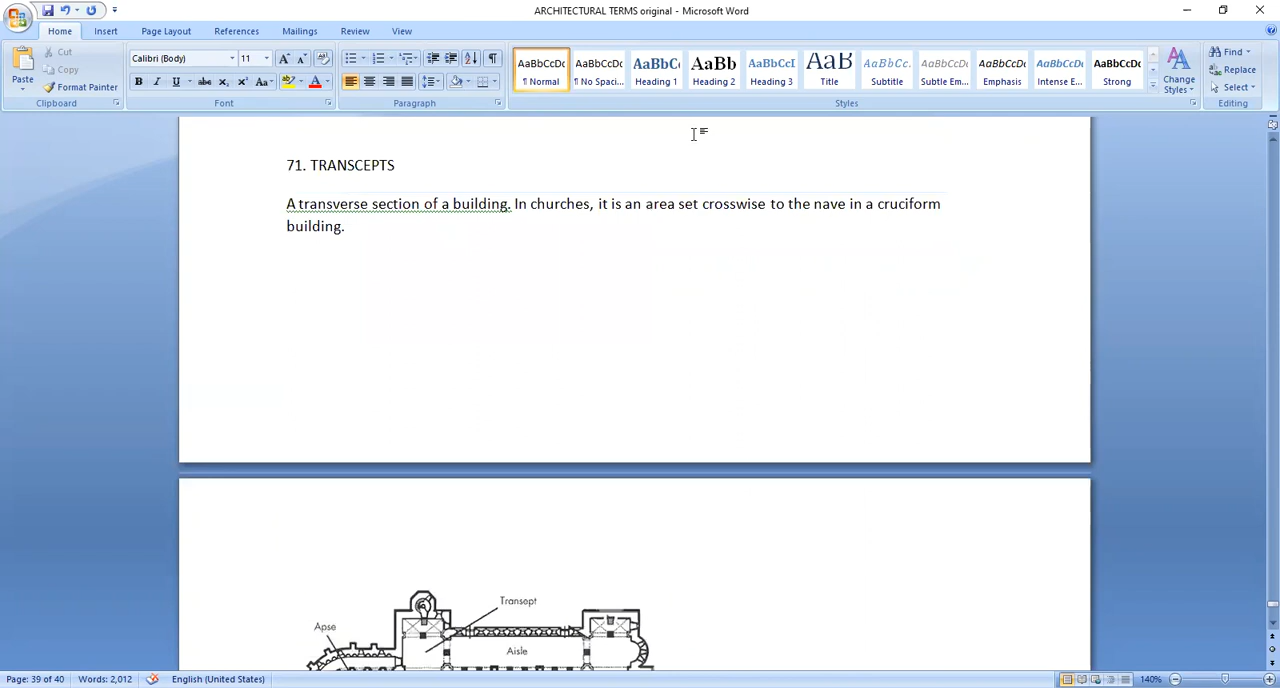 ARCHITECTURAL TERMS original - Microsoft Word
Home Insert Page Layout References Mailings Review View
Paste Cut Copy Format Painter
Calibri (Body) 11
AaBbCcDc AaBbCcDc AaBbC AaBb AaBbCcI AaB AaBbCc. AaBbCcDc AaBbCcDc AaBbCcDc AaBbCcDc
¶ Normal ¶ No Spaci... Heading 1 Heading 2 Heading 3 Title Subtitle Subtle Em... Emphasis Intense E... Strong
Change Styles
Find Replace Select
Clipboard Font Paragraph Styles Editing
71. TRANSCEPTS
A transverse section of a building. In churches, it is an area set crosswise to the nave in a cruciform
building.
Transept
Apse
Aisle
Page: 39 of 40 Words: 2,012 English (United States) 140%